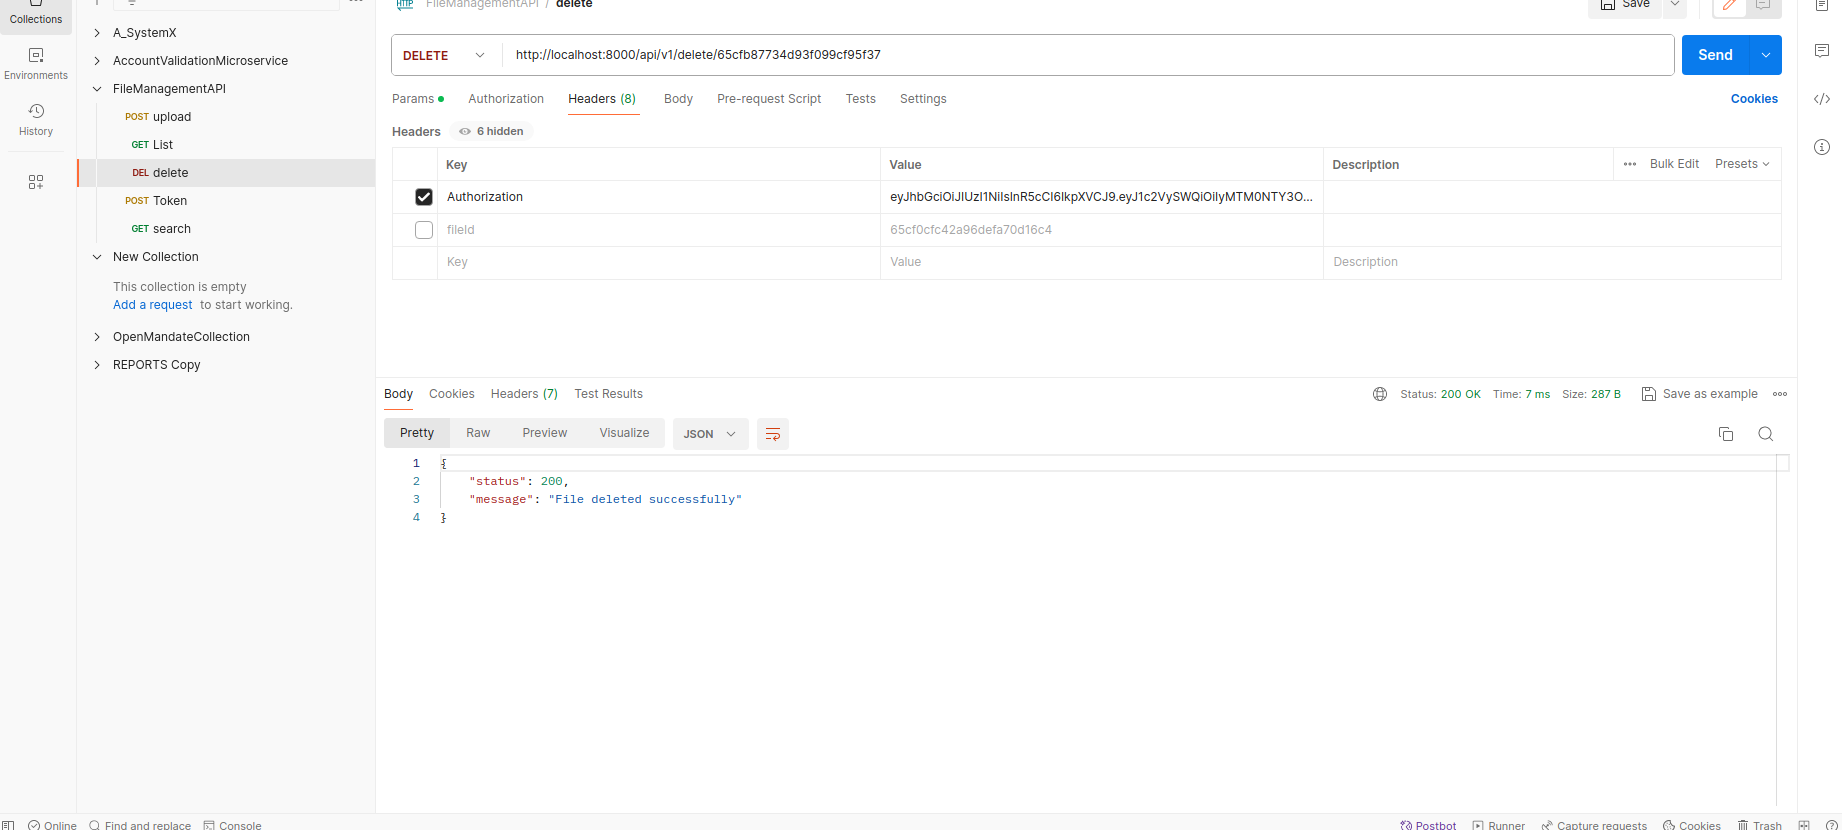 Collections
Environments
History
A_SystemX
AccountValidationMicroservice
FileManagementAPI
POST upload
GET List
DEL delete
POST Token
GET search
New Collection
This collection is empty
Add a request to start working.
OpenMandateCollection
REPORTS Copy
HTTP FileManagementAPI / delete
Save
DELETE http://localhost:8000/api/v1/delete/65cfb87734d93f099cf95f37
Send
Params Authorization Headers (8) Body Pre-request Script Tests Settings
Cookies
Headers 6 hidden
Key Value Description Bulk Edit Presets
Authorization eyJhbGciOiJIUzI1NiIsInR5cCI6IkpXVCJ9.eyJ1c2VySWQiOiIyMTM0NTY3O...
fileId 65cf0cfc42a96defa70d16c4
Key Value Description
Body Cookies Headers (7) Test Results
Status: 200 OK Time: 7 ms Size: 287 B Save as example
Pretty Raw Preview Visualize JSON
1 {
2 "status": 200,
3 "message": "File deleted successfully"
4 }
Online Find and replace Console
Postbot Runner Capture requests Cookies Trash